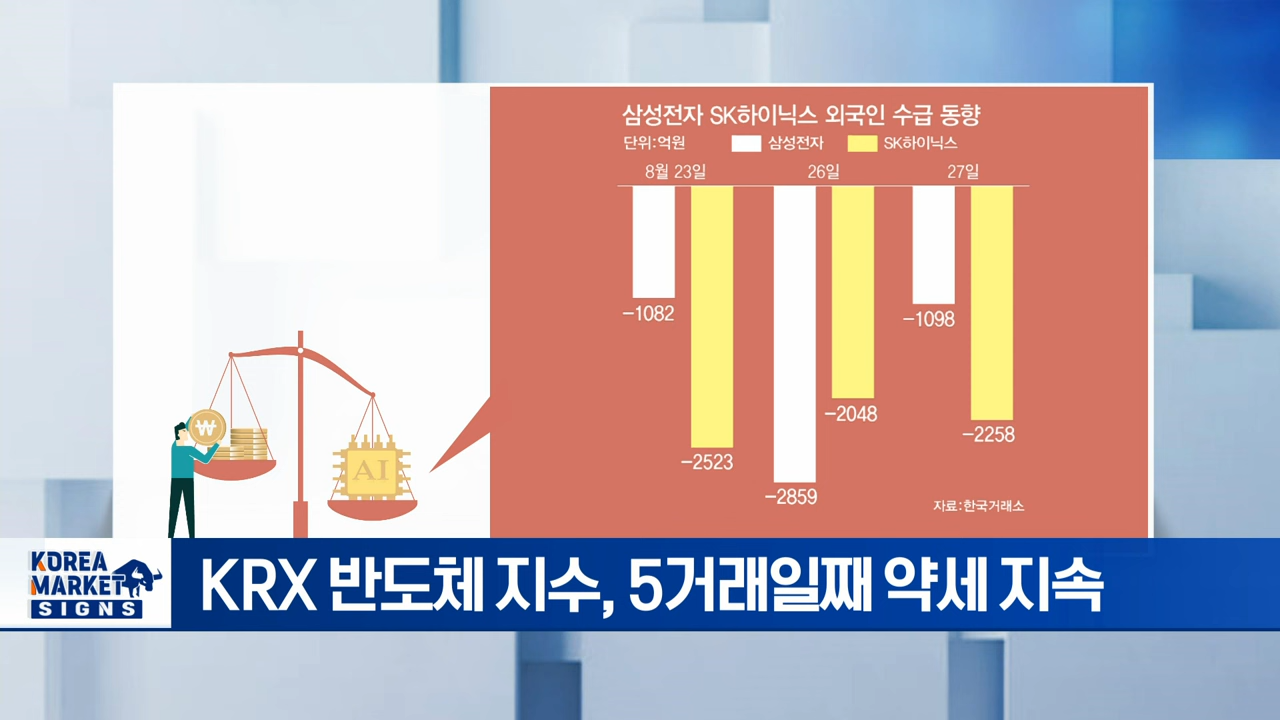 삼성전자 SK하이닉스 외국인 수급 동향
단위:억원 삼성전자 SK하이닉스
8월 23일 26일 27일
-1082
-1098
-2048
-2258
-2523
-2859
자료:한국거래소
₩
AI
KOREA
MARKET
SIGNS
KRX 반도체 지수, 5거래일째 약세 지속